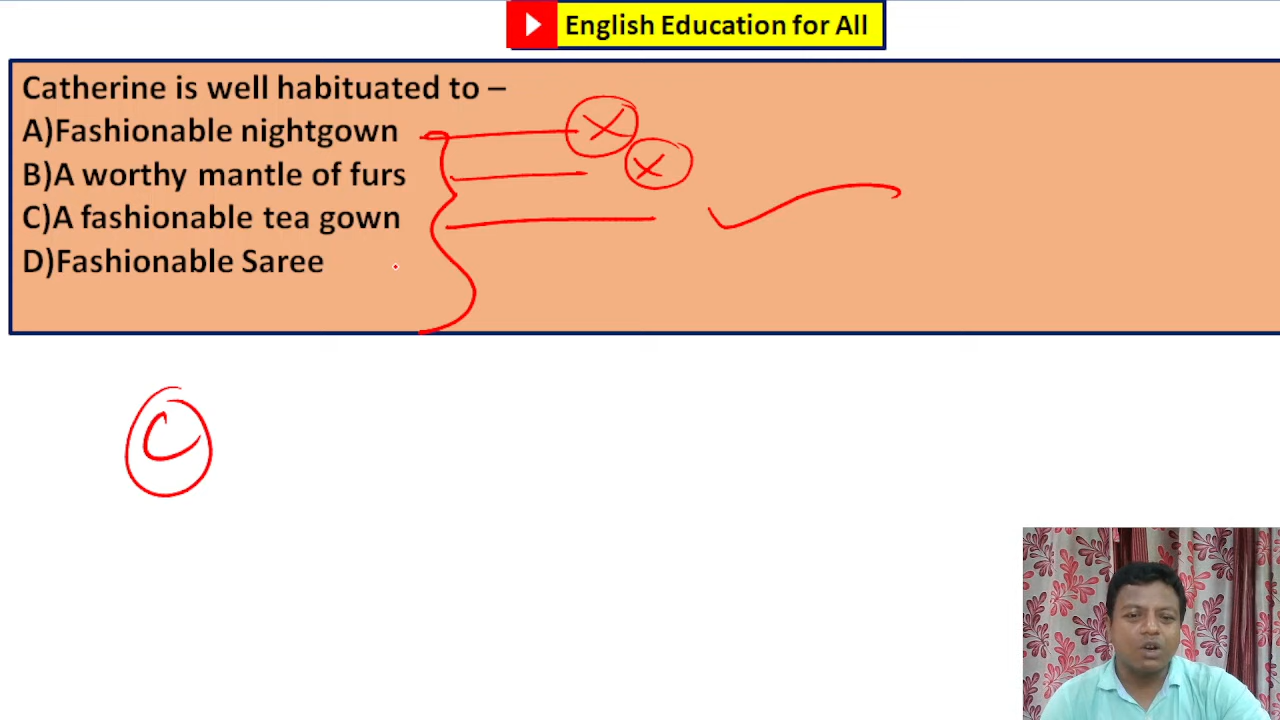 English Education for All
Catherine is well habituated to –
A)Fashionable nightgown
B)A worthy mantle of furs
C)A fashionable tea gown
D)Fashionable Saree
C